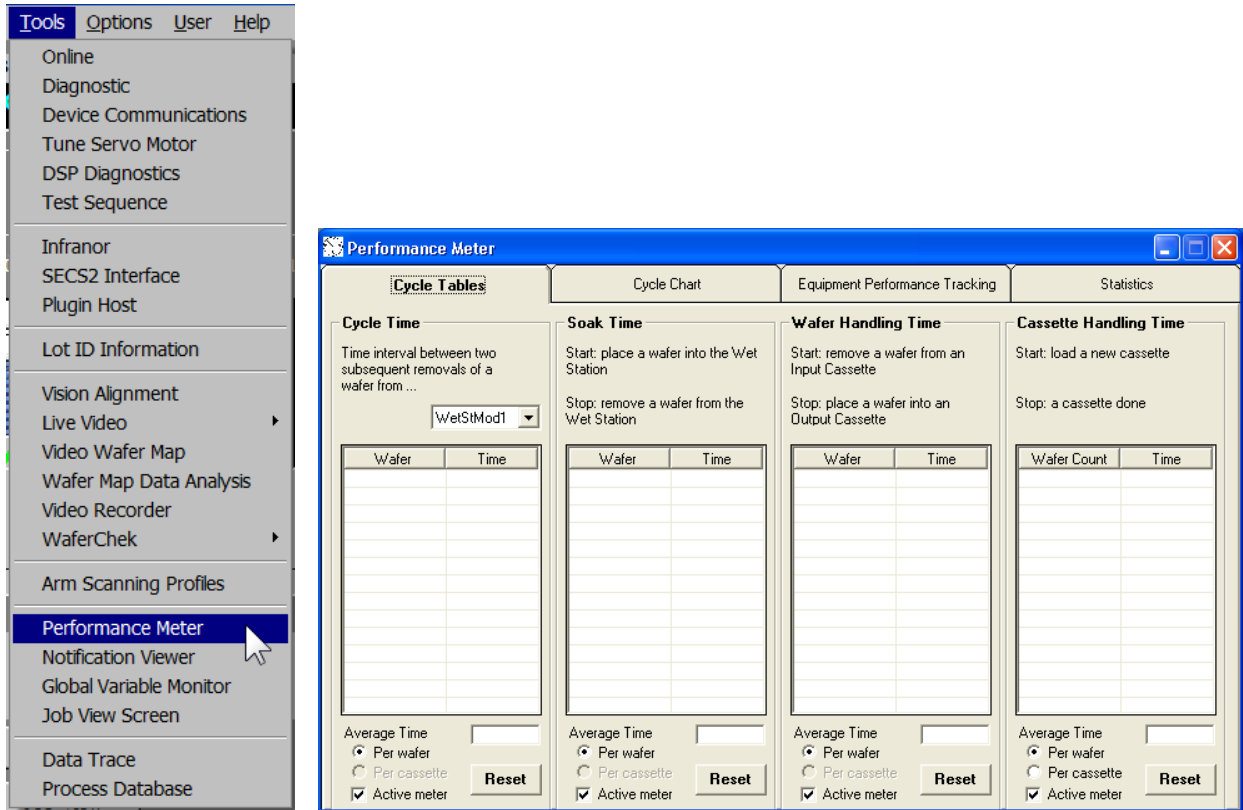 Tools Options User Help
Online
Diagnostic
Device Communications
Tune Servo Motor
DSP Diagnostics
Test Sequence
Infranor
SECS2 Interface
Plugin Host
Lot ID Information
Vision Alignment
Live Video
Video Wafer Map
Wafer Map Data Analysis
Video Recorder
WaferChek
Arm Scanning Profiles
Performance Meter
Notification Viewer
Global Variable Monitor
Job View Screen
Data Trace
Process Database
Performance Meter
Cycle Tables Cycle Chart Equipment Performance Tracking Statistics
Cycle Time
Time interval between two
subsequent removals of a
wafer from ...
WetStMod1
Wafer Time
Average Time
Per wafer
Per cassette
Reset
Active meter
Soak Time
Start: place a wafer into the Wet
Station
Stop: remove a wafer from the
Wet Station
Wafer Time
Average Time
Per wafer
Per cassette
Reset
Active meter
Wafer Handling Time
Start: remove a wafer from an
Input Cassette
Stop: place a wafer into an
Output Cassette
Wafer Time
Average Time
Per wafer
Per cassette
Reset
Active meter
Cassette Handling Time
Start: load a new cassette
Stop: a cassette done
Wafer Count Time
Average Time
Per wafer
Per cassette
Reset
Active meter